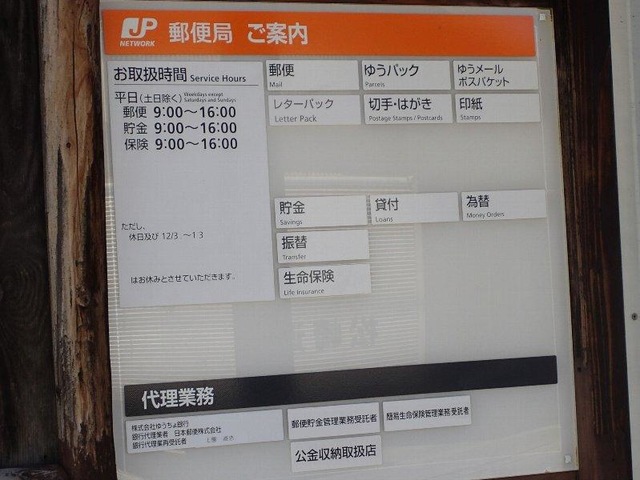 JP
NETWORK
郵便局 ご案内
お取扱時間 Service Hours
平日(土日除く) Weekdays except Saturdays and Sundays
郵便 9:00～16:00
貯金 9:00～16:00
保険 9:00～16:00
ただし、
休日及び 12/3 .～1.3
はお休みとさせていただきます。
郵便
Mail
ゆうパック
Parcels
ゆうメール
ポスパケット
レターパック
Letter Pack
切手・はがき
Postage Stamps / Postcards
印紙
Stamps
貯金
Savings
貸付
Loans
為替
Money Orders
振替
Transfer
生命保険
Life Insurance
代理業務
株式会社ゆうちょ銀行
銀行代理業者 日本郵便株式会社
銀行代理業再受託者
郵便貯金管理業務受託者
簡易生命保険管理業務受託者
公金収納取扱店